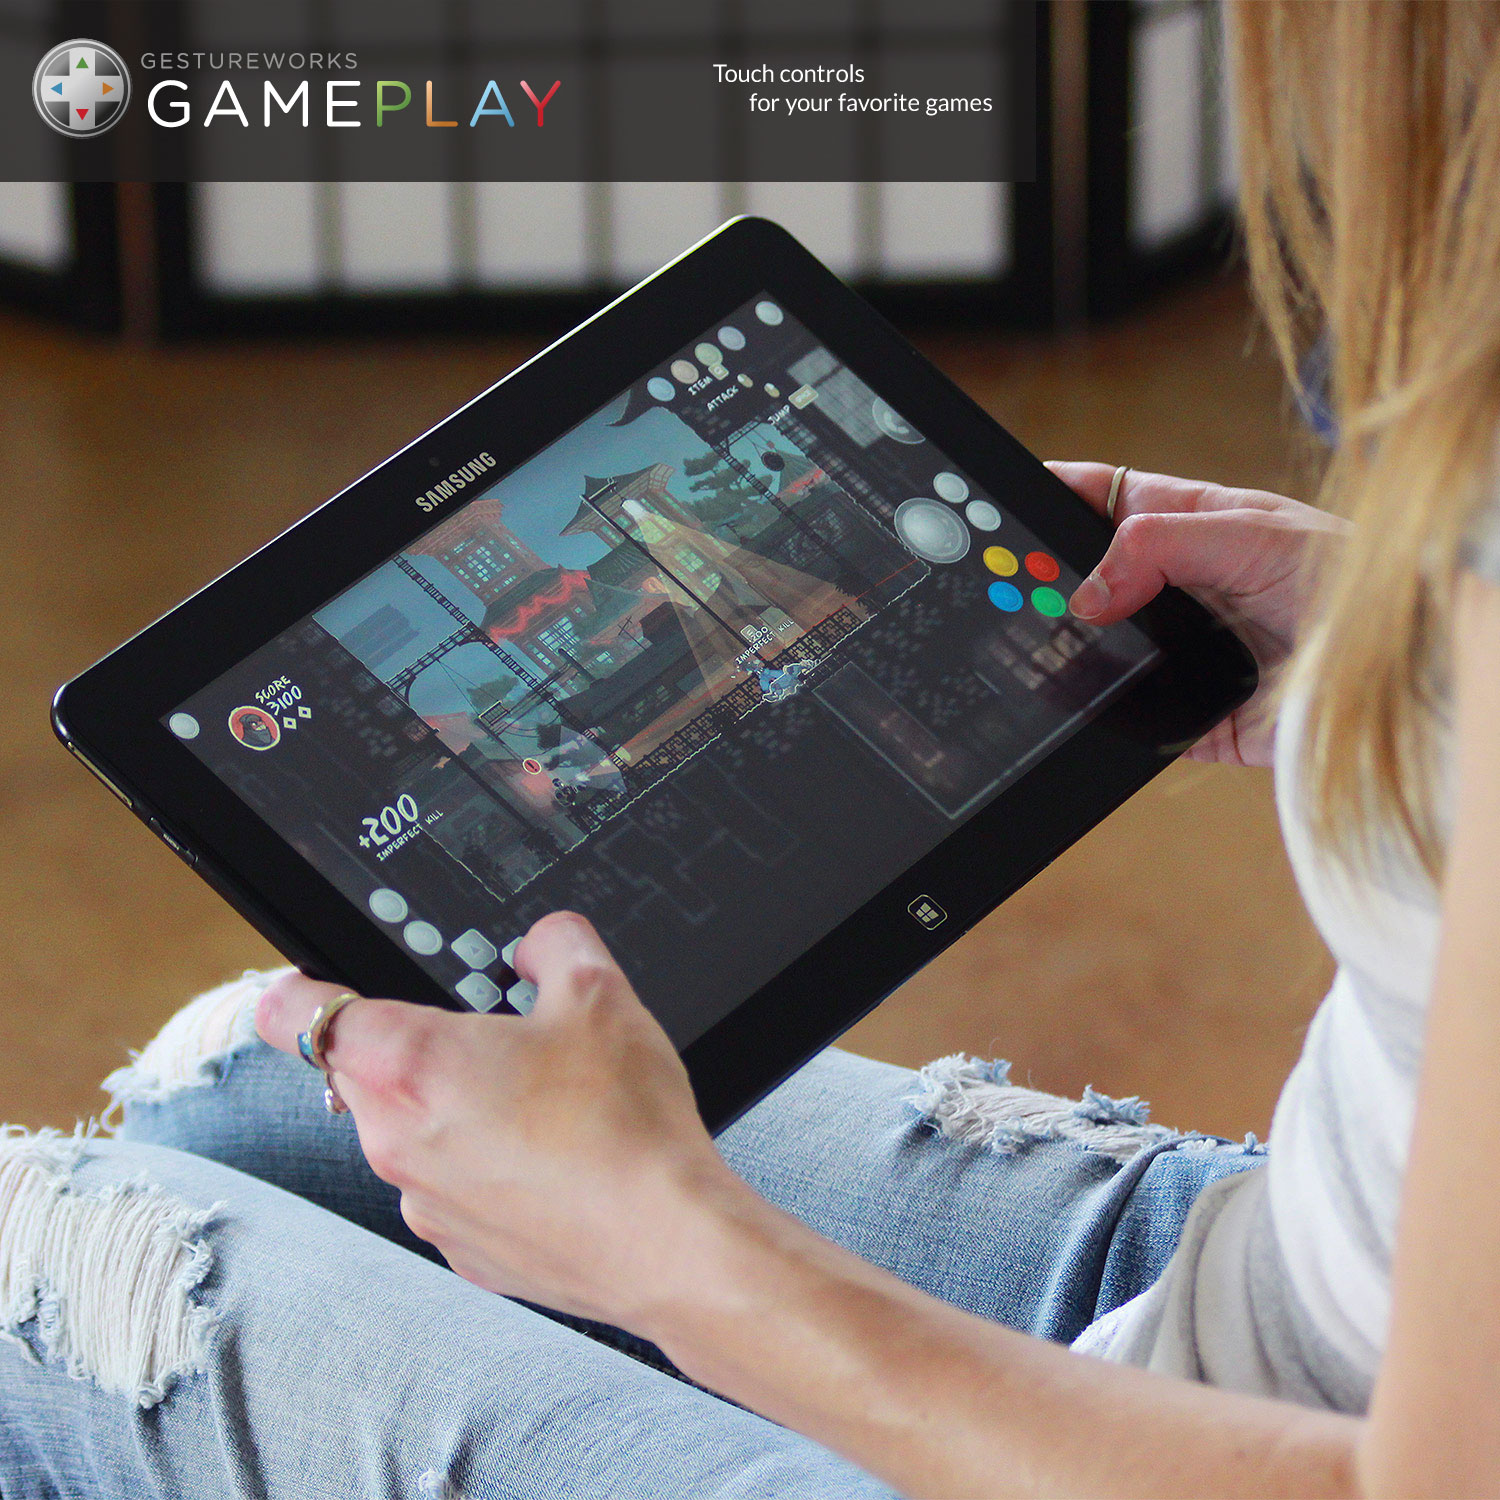 GESTUREWORKS
GAMEPLAY
Touch controls
for your favorite games
SAMSUNG
ITEM
ATTACK
JUMP
SCORE
3100
200
IMPERFECT KILL
+200
IMPERFECT KILL